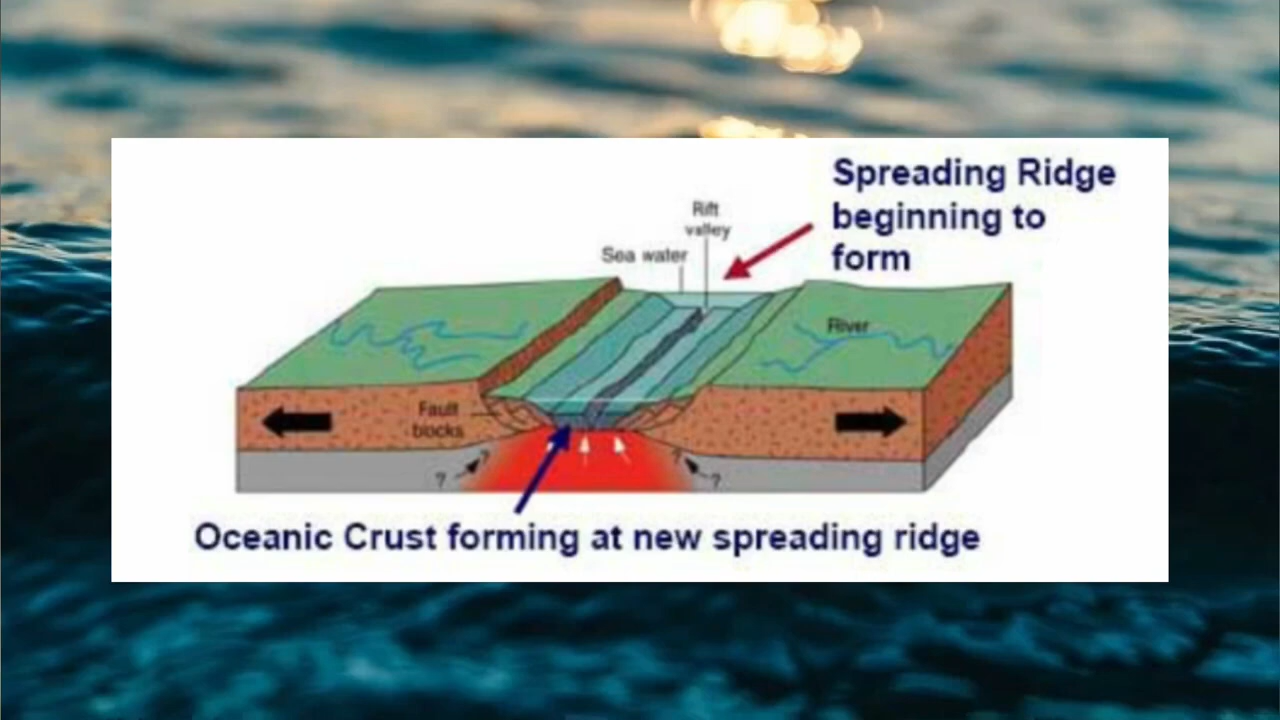 Spreading Ridge
beginning to
form
Rift
valley
Sea water
River
Fault
blocks
?
?
?
?
Oceanic Crust forming at new spreading ridge